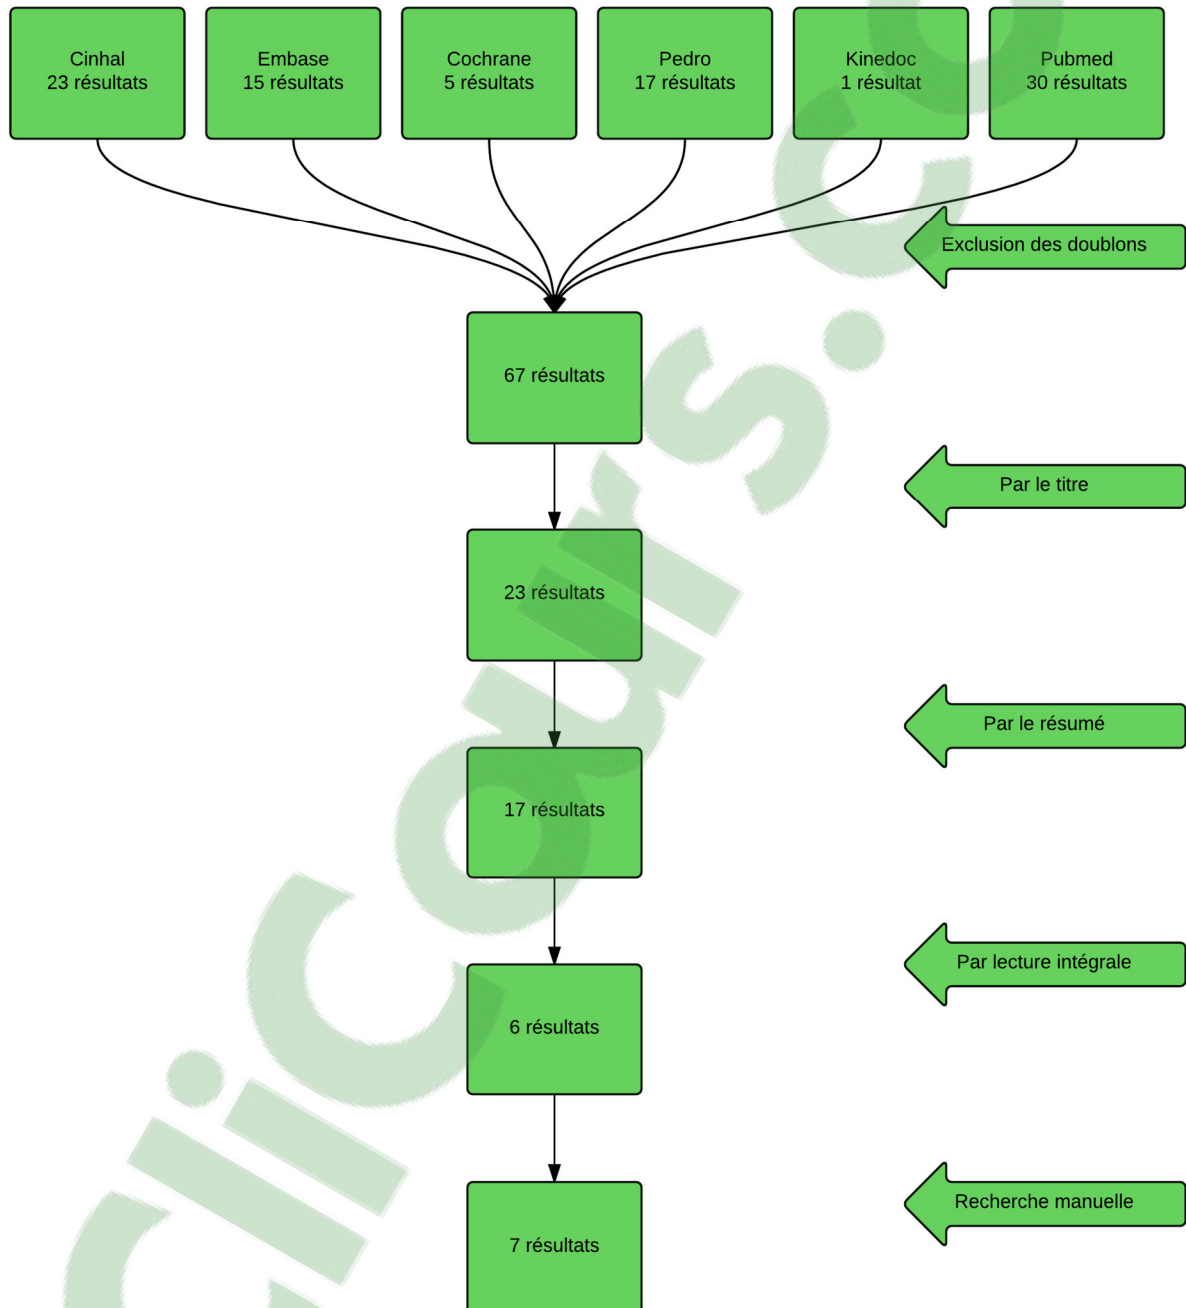 Cinhal
23 résultats
Embase
15 résultats
Cochrane
5 résultats
Pedro
17 résultats
Kinedoc
1 résultat
Pubmed
30 résultats
Exclusion des doublons
67 résultats
Par le titre
23 résultats
Par le résumé
17 résultats
Par lecture intégrale
6 résultats
Recherche manuelle
7 résultats
CliCours.co